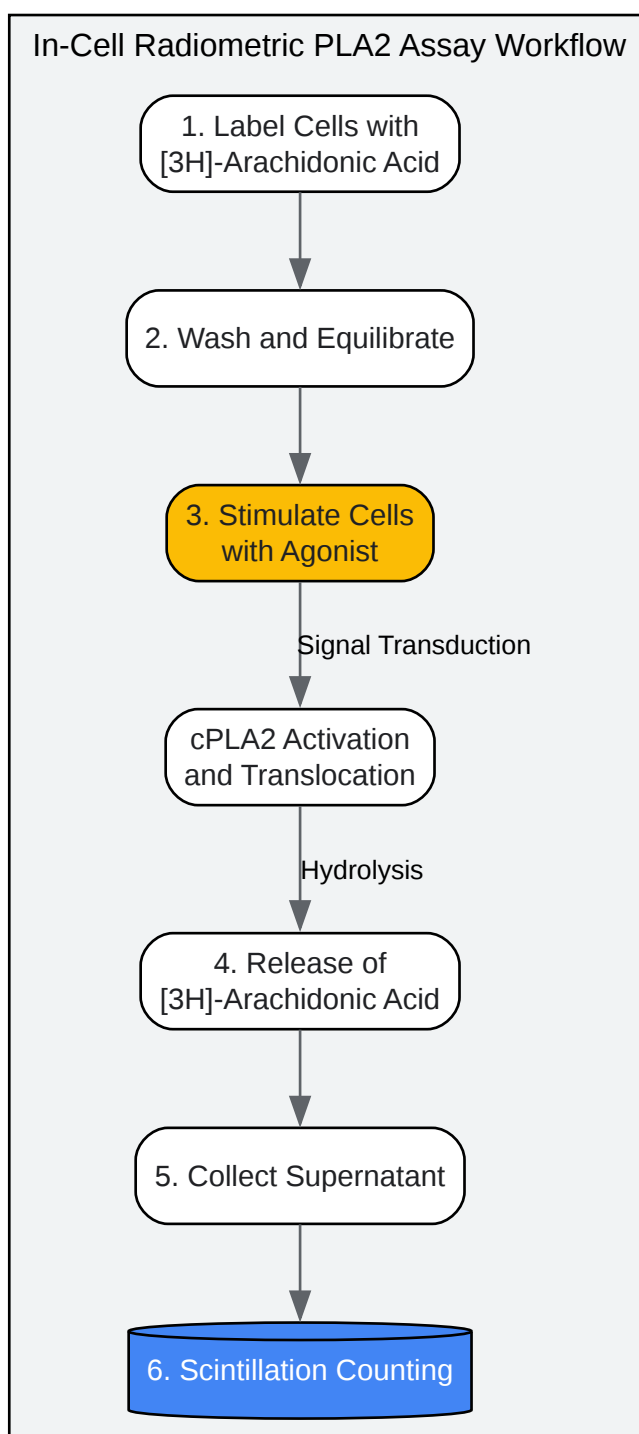 In-Cell Radiometric PLA2 Assay Workflow
1. Label Cells with
[3H]-Arachidonic Acid
2. Wash and Equilibrate
3. Stimulate Cells
with Agonist
Signal Transduction
cPLA2 Activation
and Translocation
Hydrolysis
4. Release of
[3H]-Arachidonic Acid
5. Collect Supernatant
6. Scintillation Counting